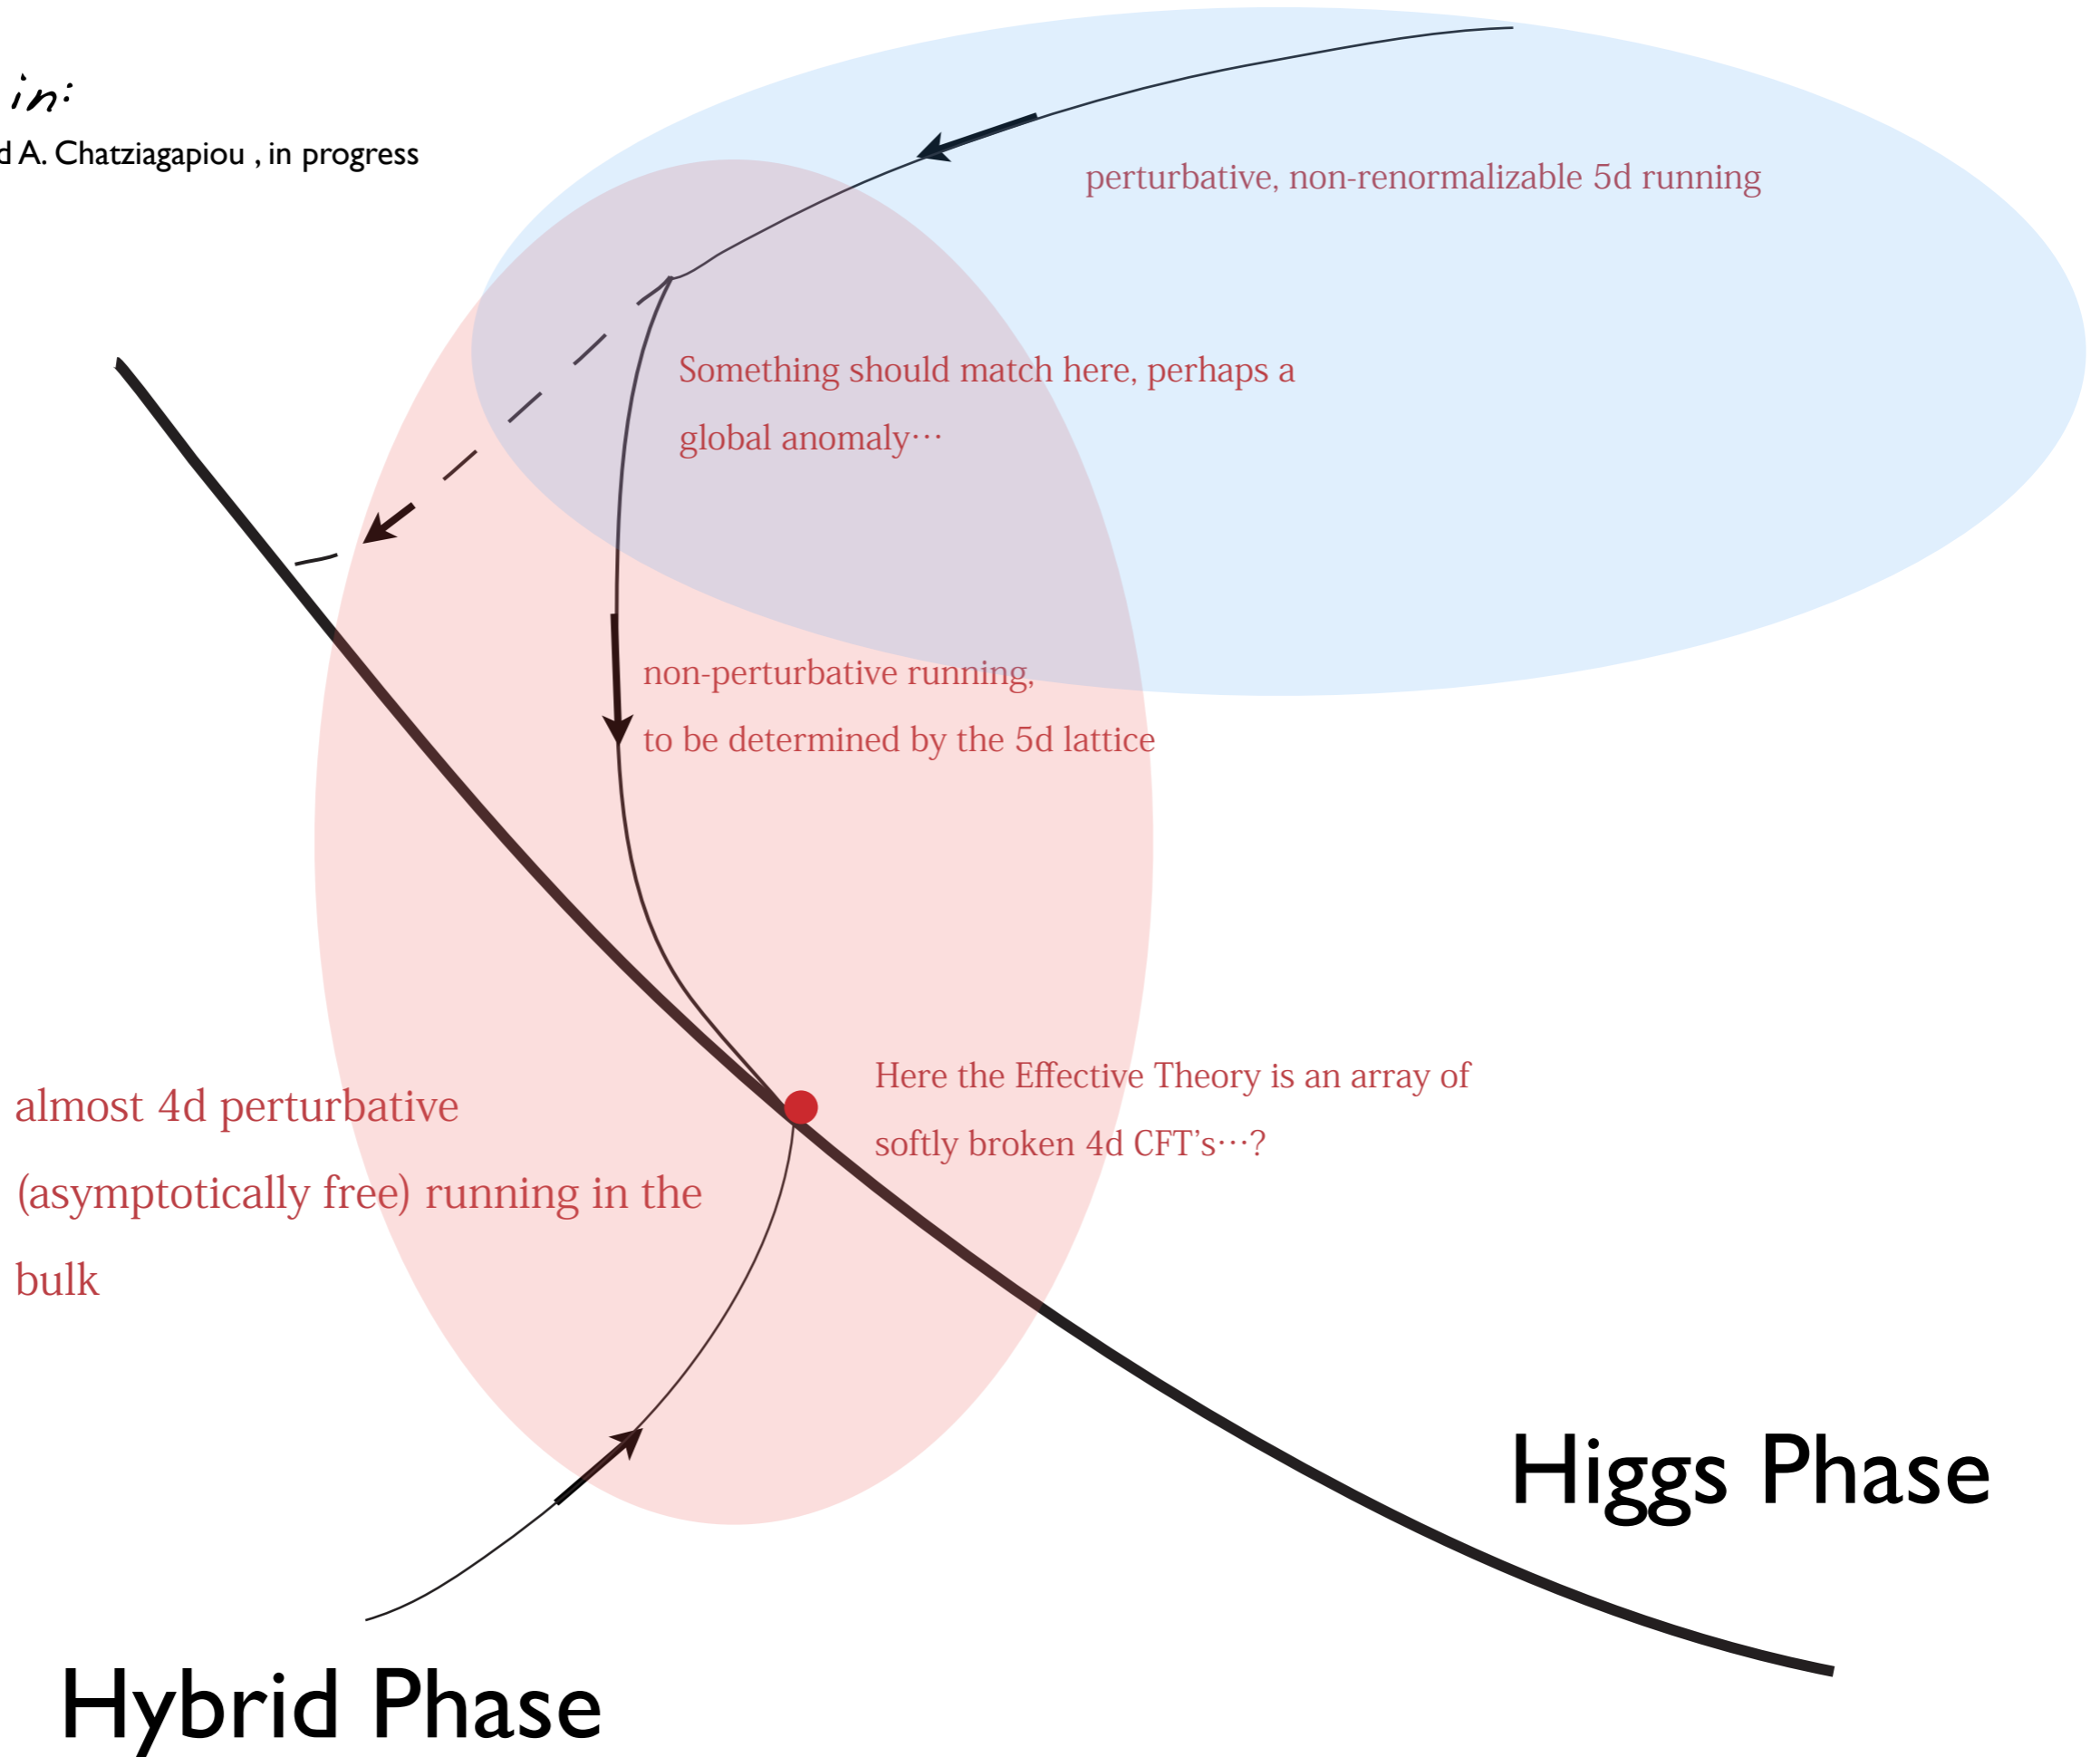 in:
d A. Chatziagapiou , in progress
perturbative, non-renormalizable 5d running
Something should match here, perhaps a
global anomaly⋯
non-perturbative running,
to be determined by the 5d lattice
Here the Effective Theory is an array of
softly broken 4d CFT's⋯?
almost 4d perturbative
(asymptotically free) running in the
bulk
Higgs Phase
Hybrid Phase